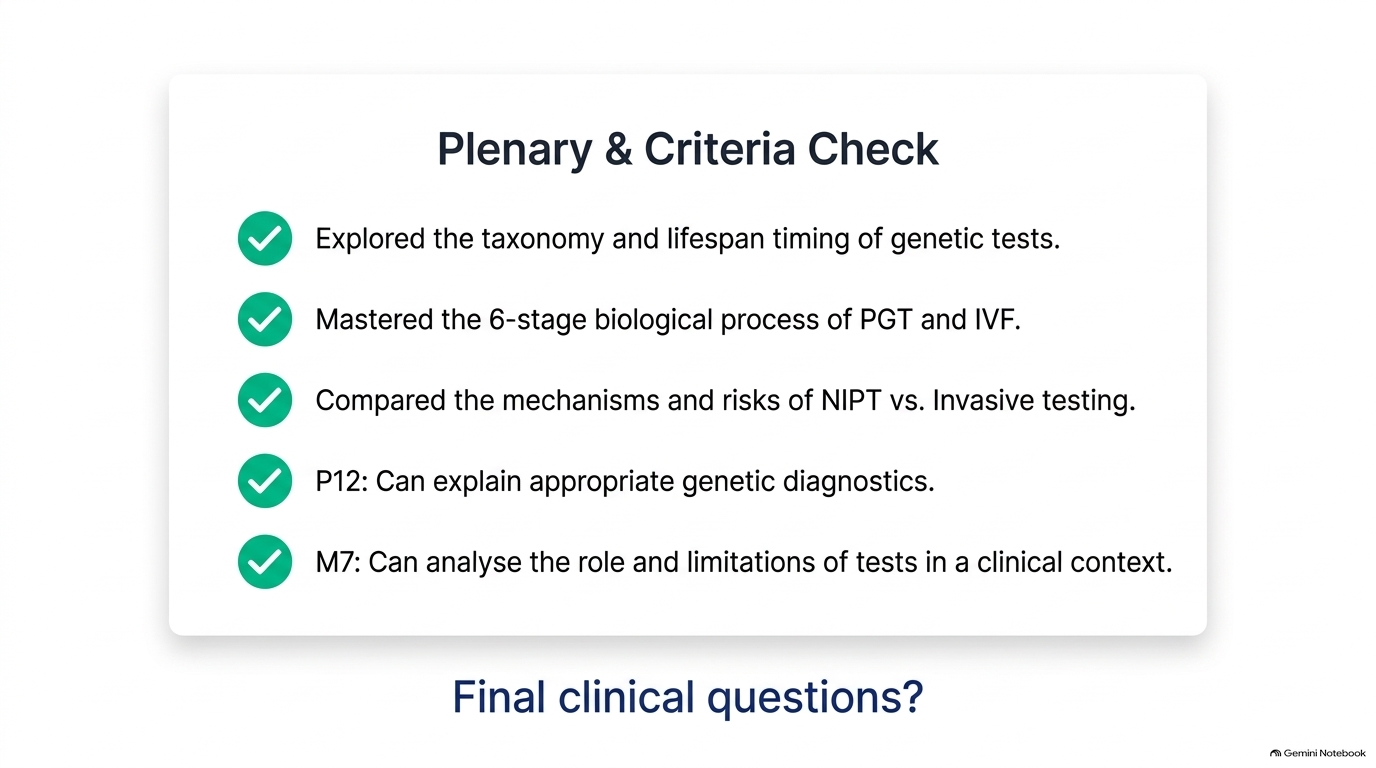 Plenary & Criteria Check
Explored the taxonomy and lifespan timing of genetic tests.
Mastered the 6-stage biological process of PGT and IVF.
Compared the mechanisms and risks of NIPT vs. Invasive testing.
P12: Can explain appropriate genetic diagnostics.
M7: Can analyse the role and limitations of tests in a clinical context.
Final clinical questions?
Gemini Notebook